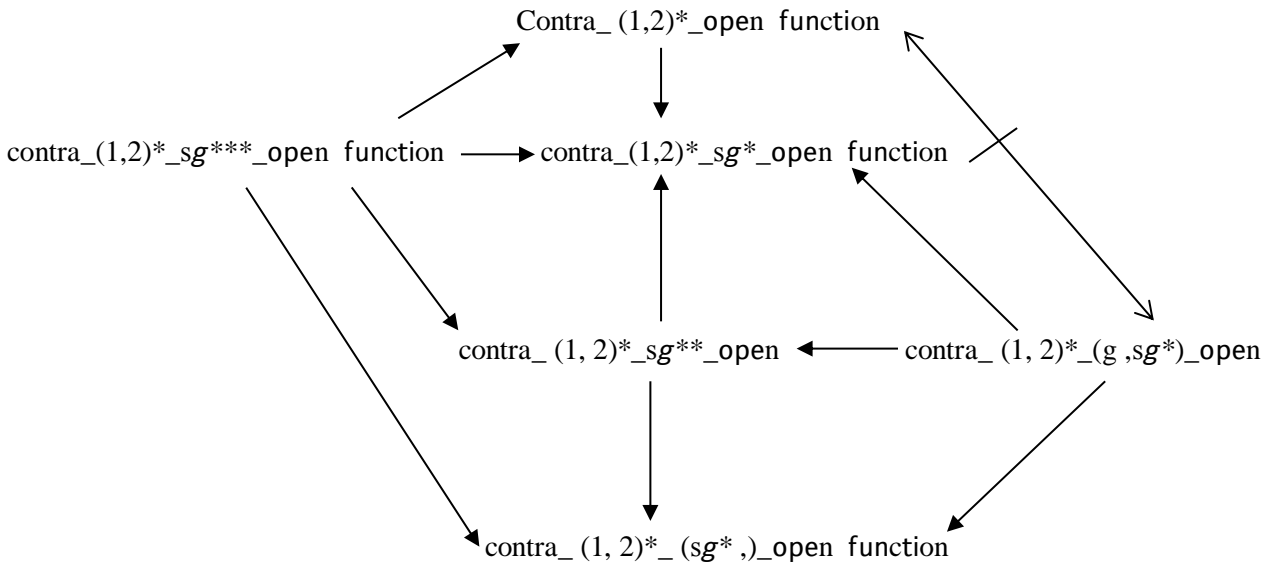 Contra_ (1,2)*_open function
contra_(1,2)*_sg***_open function
contra_(1,2)*_sg*_open function
contra_ (1, 2)*_sg**_open
contra_ (1, 2)*_(g ,sg*)_open
contra_ (1, 2)*_ (sg* ,)_open function